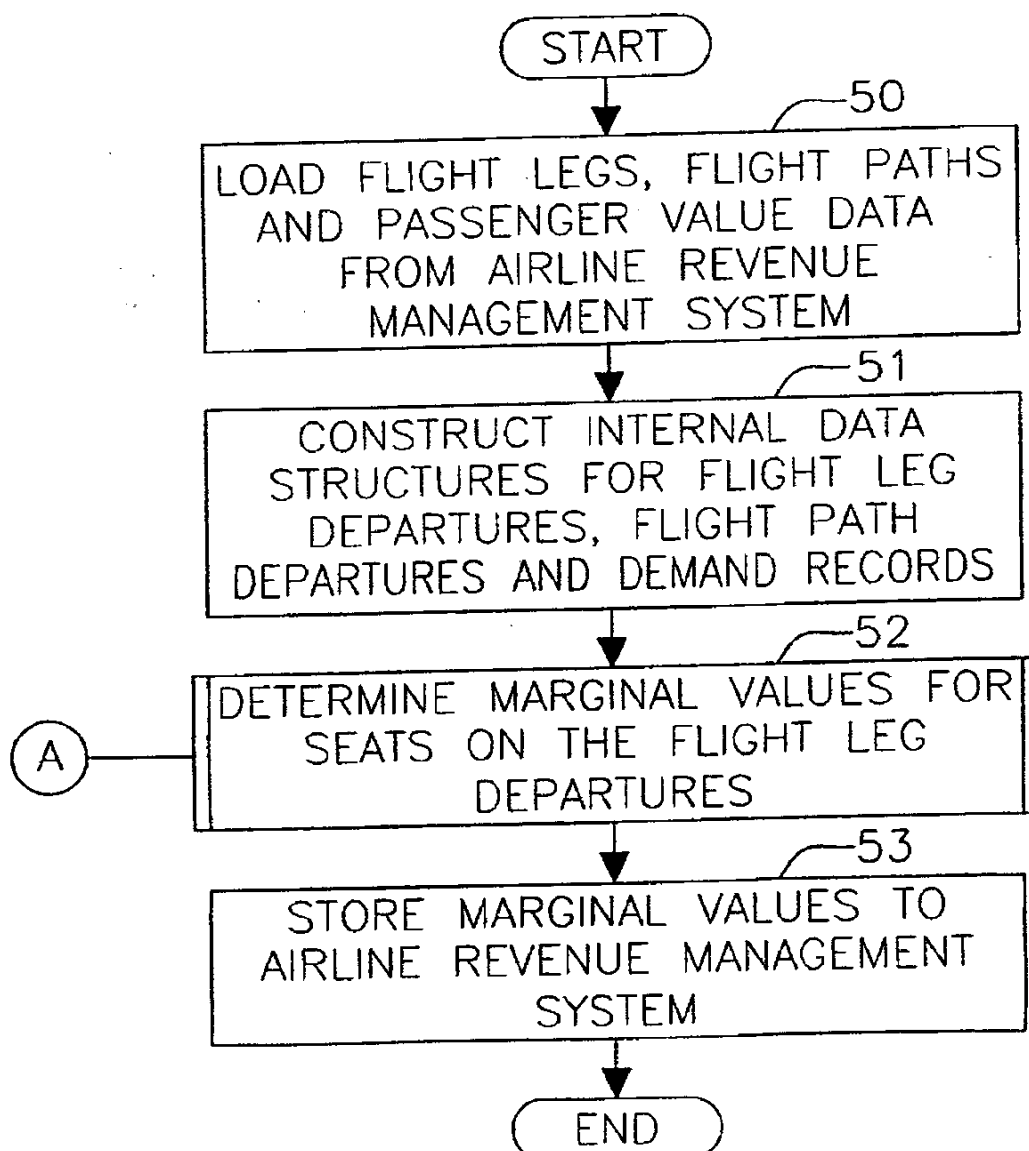 START
50
LOAD FLIGHT LEGS, FLIGHT PATHS
AND PASSENGER VALUE DATA
FROM AIRLINE REVENUE
MANAGEMENT SYSTEM
51
CONSTRUCT INTERNAL DATA
STRUCTURES FOR FLIGHT LEG
DEPARTURES, FLIGHT PATH
DEPARTURES AND DEMAND RECORDS
52
A
DETERMINE MARGINAL VALUES FOR
SEATS ON THE FLIGHT LEG
DEPARTURES
53
STORE MARGINAL VALUES TO
AIRLINE REVENUE MANAGEMENT
SYSTEM
END